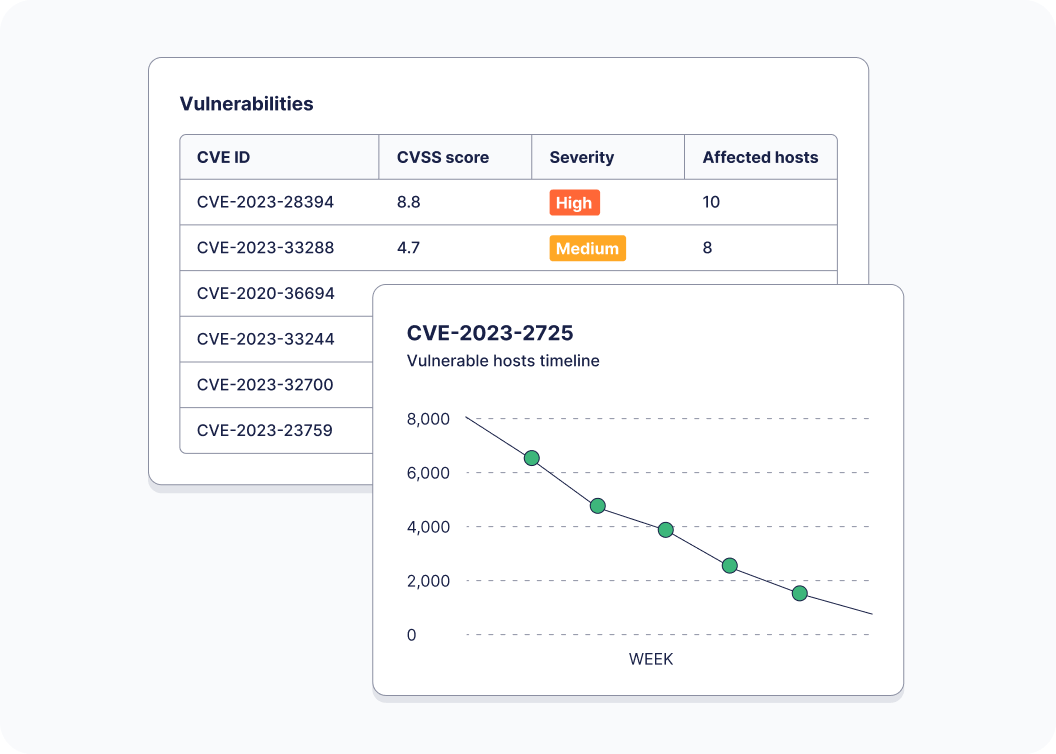 Vulnerabilities
CVE ID CVSS score Severity Affected hosts
CVE-2023-28394 8.8 High 10
CVE-2023-33288 4.7 Medium 8
CVE-2020-36694
CVE-2023-33244
CVE-2023-32700
CVE-2023-23759
CVE-2023-2725
Vulnerable hosts timeline
8,000
6,000
4,000
2,000
0
WEEK